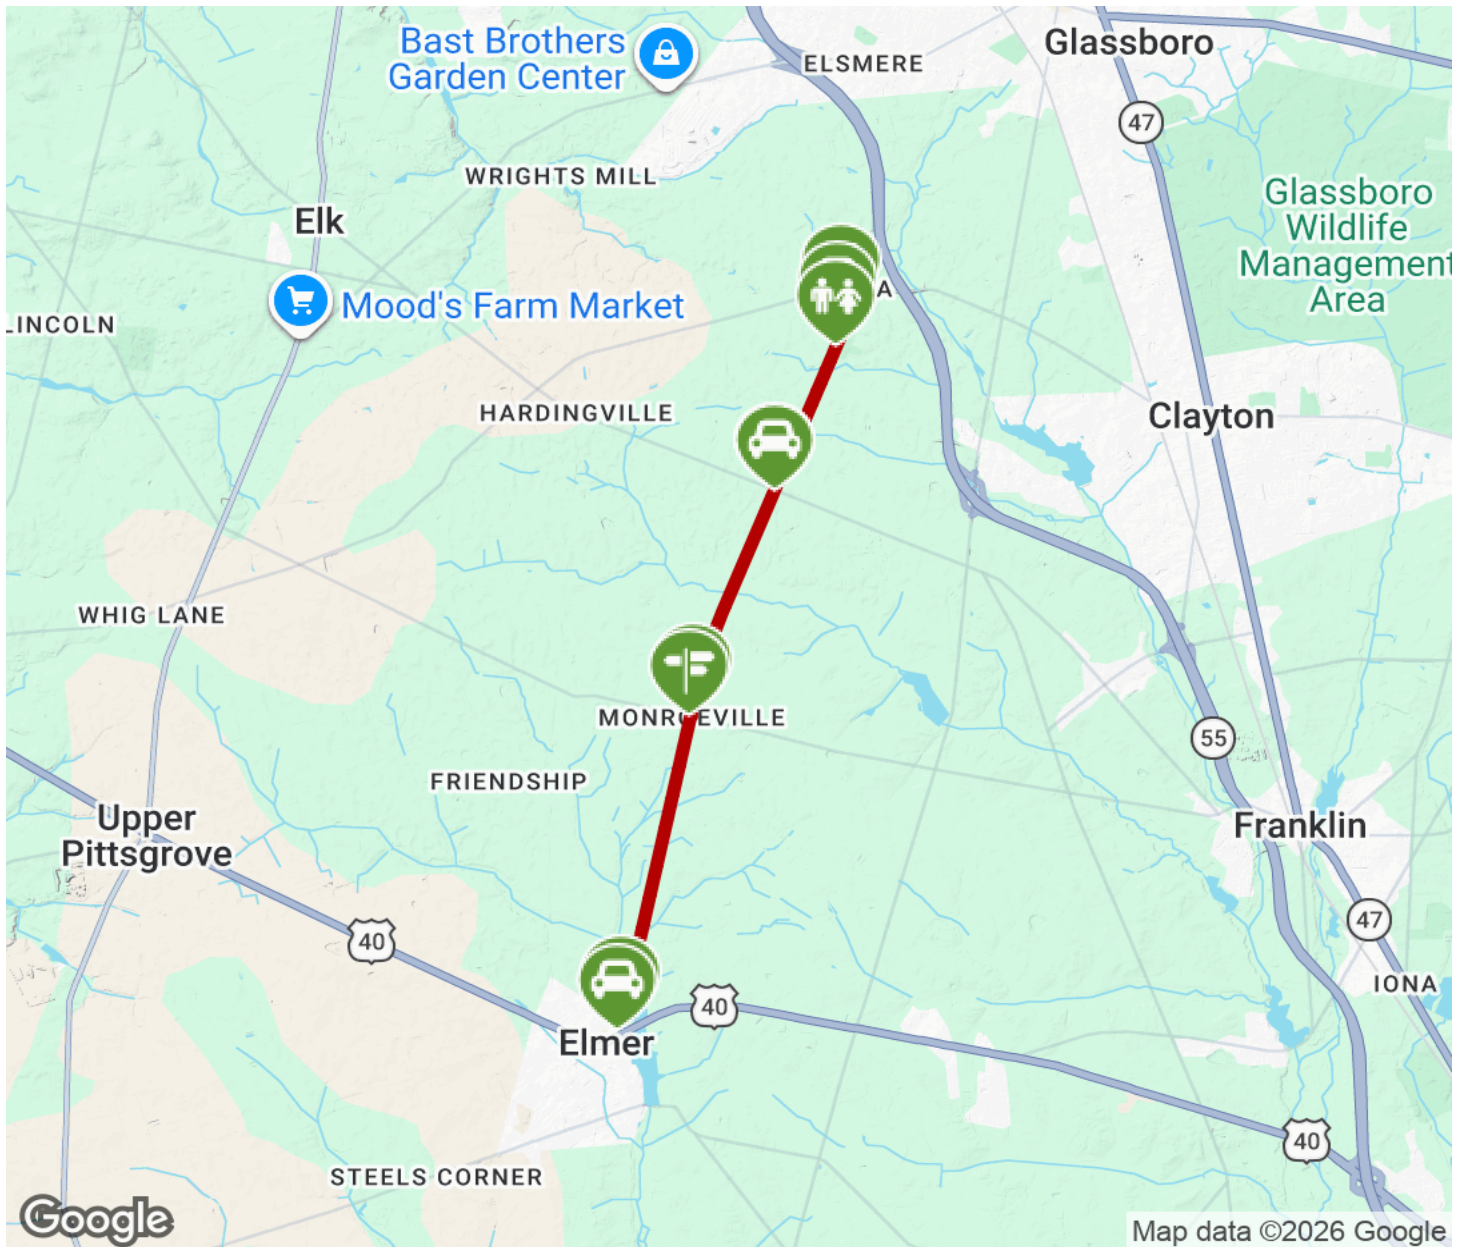 Bast Brothers
Garden Center
ELSMERE
Glassboro
47
WRIGHTS MILL
Elk
Glassboro
Wildlife
Management
Area
A
Mood's Farm Market
LINCOLN
HARDINGVILLE
Clayton
WHIG LANE
MONROEVILLE
55
FRIENDSHIP
Upper
Pittsgrove
Franklin
40
47
IONA
40
Elmer
40
STEELS CORNER
Google
Map data ©2026 Google